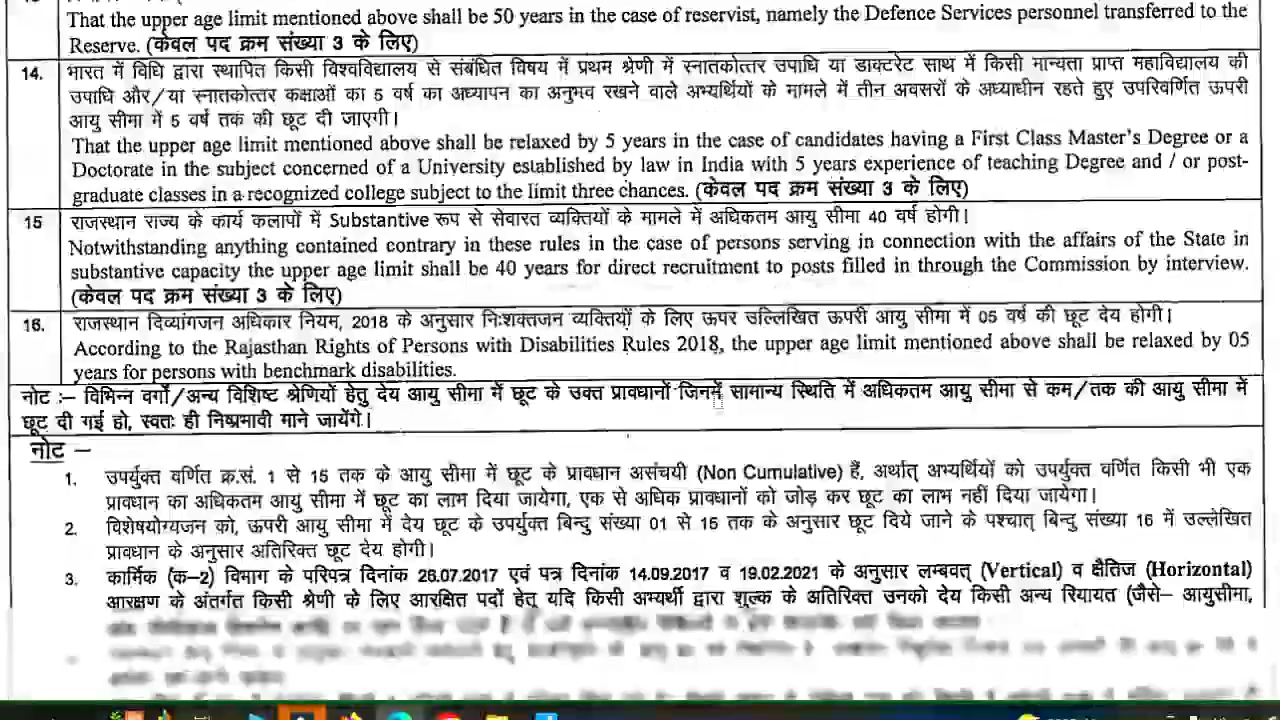 That the upper age limit mentioned above shall be 50 years in the case of reservist, namely the Defence Services personnel transferred to the
Reserve. (केवल पद क्रम संख्या 3 के लिए)
14. भारत में विधि द्वारा स्थापित किसी विश्वविद्यालय से संबंधित विषय में प्रथम श्रेणी में स्नातकोत्तर उपाधि या डाक्टरेट साथ में किसी मान्यता प्राप्त महाविद्यालय की
उपाधि और/या स्नातकोत्तर कक्षाओं का 5 वर्ष का अध्यापन का अनुभव रखने वाले अभ्यर्थियों के मामले में तीन अवसरों के अध्याधीन रहते हुए उपरिवर्णित ऊपरी
आयु सीमा में 5 वर्ष तक की छूट दी जाएगी।
That the upper age limit mentioned above shall be relaxed by 5 years in the case of candidates having a First Class Master's Degree or a
Doctorate in the subject concerned of a University established by law in India with 5 years experience of teaching Degree and / or post-
graduate classes in a recognized college subject to the limit three chances. (केवल पद क्रम संख्या 3 के लिए)
15 राजस्थान राज्य के कार्य कलापों में Substantive रूप से सेवारत व्यक्तियों के मामले में अधिकतम आयु सीमा 40 वर्ष होगी।
Notwithstanding anything contained contrary in these rules in the case of persons serving in connection with the affairs of the State in
substantive capacity the upper age limit shall be 40 years for direct recruitment to posts filled in through the Commission by interview.
(केवल पद क्रम संख्या 3 के लिए)
16. राजस्थान दिव्यांगजन अधिकार नियम, 2018 के अनुसार निःशक्तजन व्यक्तियों के लिए ऊपर उल्लिखित ऊपरी आयु सीमा में 05 वर्ष की छूट देय होगी।
According to the Rajasthan Rights of Persons with Disabilities Rules 2018, the upper age limit mentioned above shall be relaxed by 05
years for persons with benchmark disabilities.
नोट :– विभिन्न वर्गों/अन्य विशिष्ट श्रेणियों हेतु देय आयु सीमा में छूट के उक्त प्रावधानों जिनमें सामान्य स्थिति में अधिकतम आयु सीमा से कम/तक की आयु सीमा में
छूट दी गई हो, स्वतः ही निष्प्रभावी माने जायेंगे।
नोट –
1. उपर्युक्त वर्णित क्र.सं. 1 से 15 तक के आयु सीमा में छूट के प्रावधान असंचयी (Non Cumulative) हैं, अर्थात् अभ्यर्थियों को उपर्युक्त वर्णित किसी भी एक
प्रावधान का अधिकतम आयु सीमा में छूट का लाभ दिया जायेगा, एक से अधिक प्रावधानों को जोड़ कर छूट का लाभ नहीं दिया जायेगा।
2. विशेषयोग्यजन को, ऊपरी आयु सीमा में देय छूट के उपर्युक्त बिन्दु संख्या 01 से 15 तक के अनुसार छूट दिये जाने के पश्चात् बिन्दु संख्या 16 में उल्लेखित
प्रावधान के अनुसार अतिरिक्त छूट देय होगी।
3. कार्मिक (क–2) विभाग के परिपत्र दिनांक 26.07.2017 एवं पत्र दिनांक 14.09.2017 व 19.02.2021 के अनुसार लम्बवत् (Vertical) व क्षैतिज (Horizontal)
आरक्षण के अंतर्गत किसी श्रेणी के लिए आरक्षित पदों हेतु यदि किसी अभ्यर्थी द्वारा शुल्क के अतिरिक्त उनको देय किसी अन्य रियायत (जैसे– आयुसीमा,